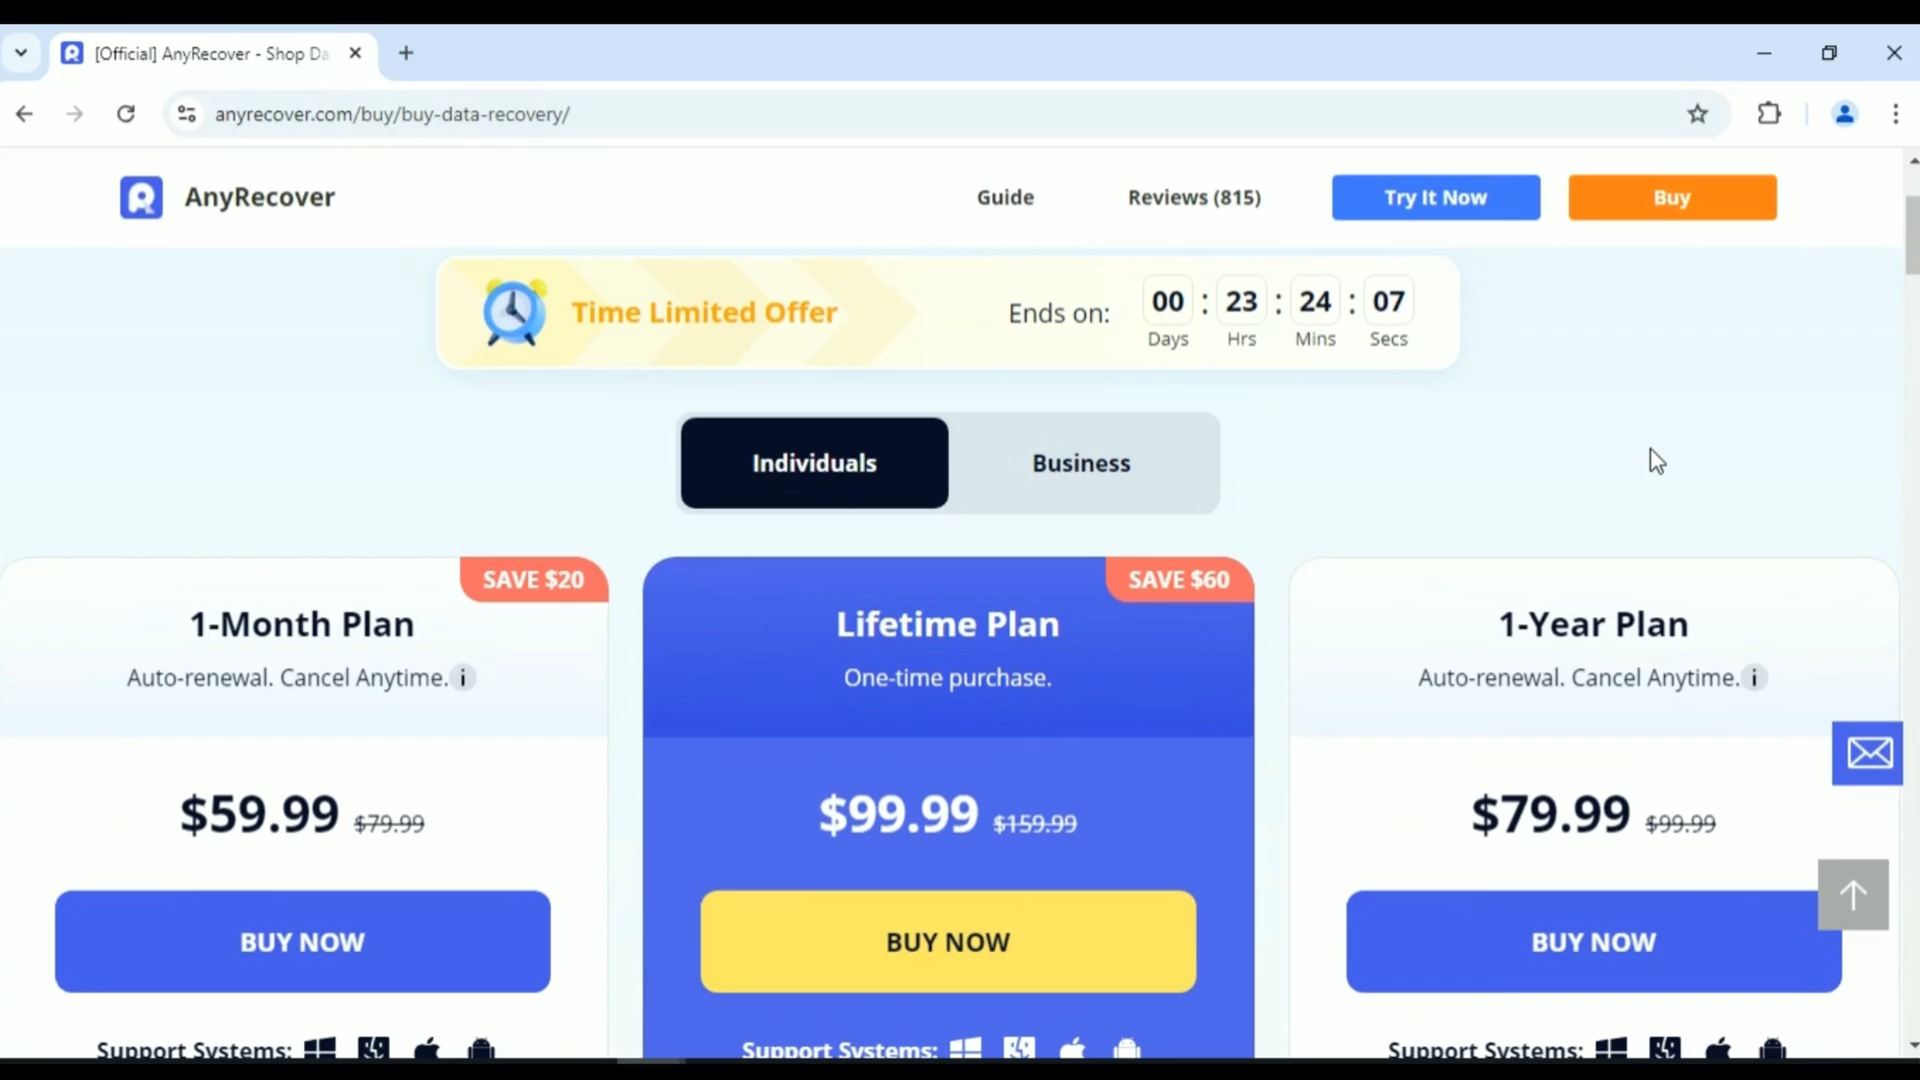 [Official] AnyRecover - Shop Da
anyrecover.com/buy/buy-data-recovery/
AnyRecover
Guide
Reviews (815)
Try It Now
Buy
Time Limited Offer
Ends on:
00 : 23 : 24 : 07
Days Hrs Mins Secs
Individuals
Business
SAVE $20
1-Month Plan
Auto-renewal. Cancel Anytime. i
$59.99 $79.99
BUY NOW
Support Systems:
SAVE $60
Lifetime Plan
One-time purchase.
$99.99 $159.99
BUY NOW
Support Systems:
1-Year Plan
Auto-renewal. Cancel Anytime. i
$79.99 $99.99
BUY NOW
Support Systems: